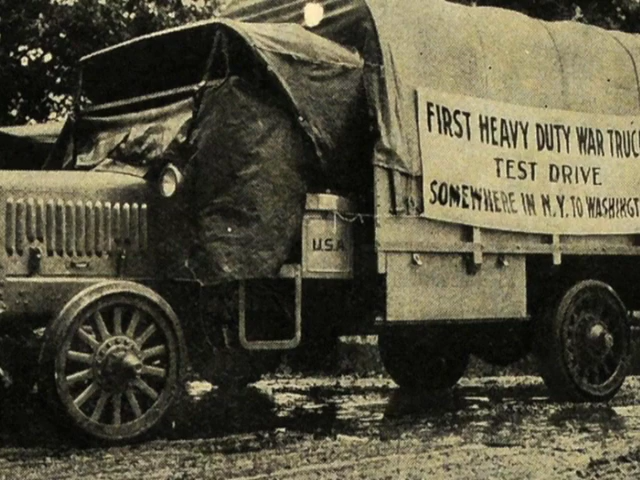 FIRST HEAVY DUTY WAR TRUC
TEST DRIVE
SOMEWHERE IN N.Y. TO WASHINGT
U.S.A